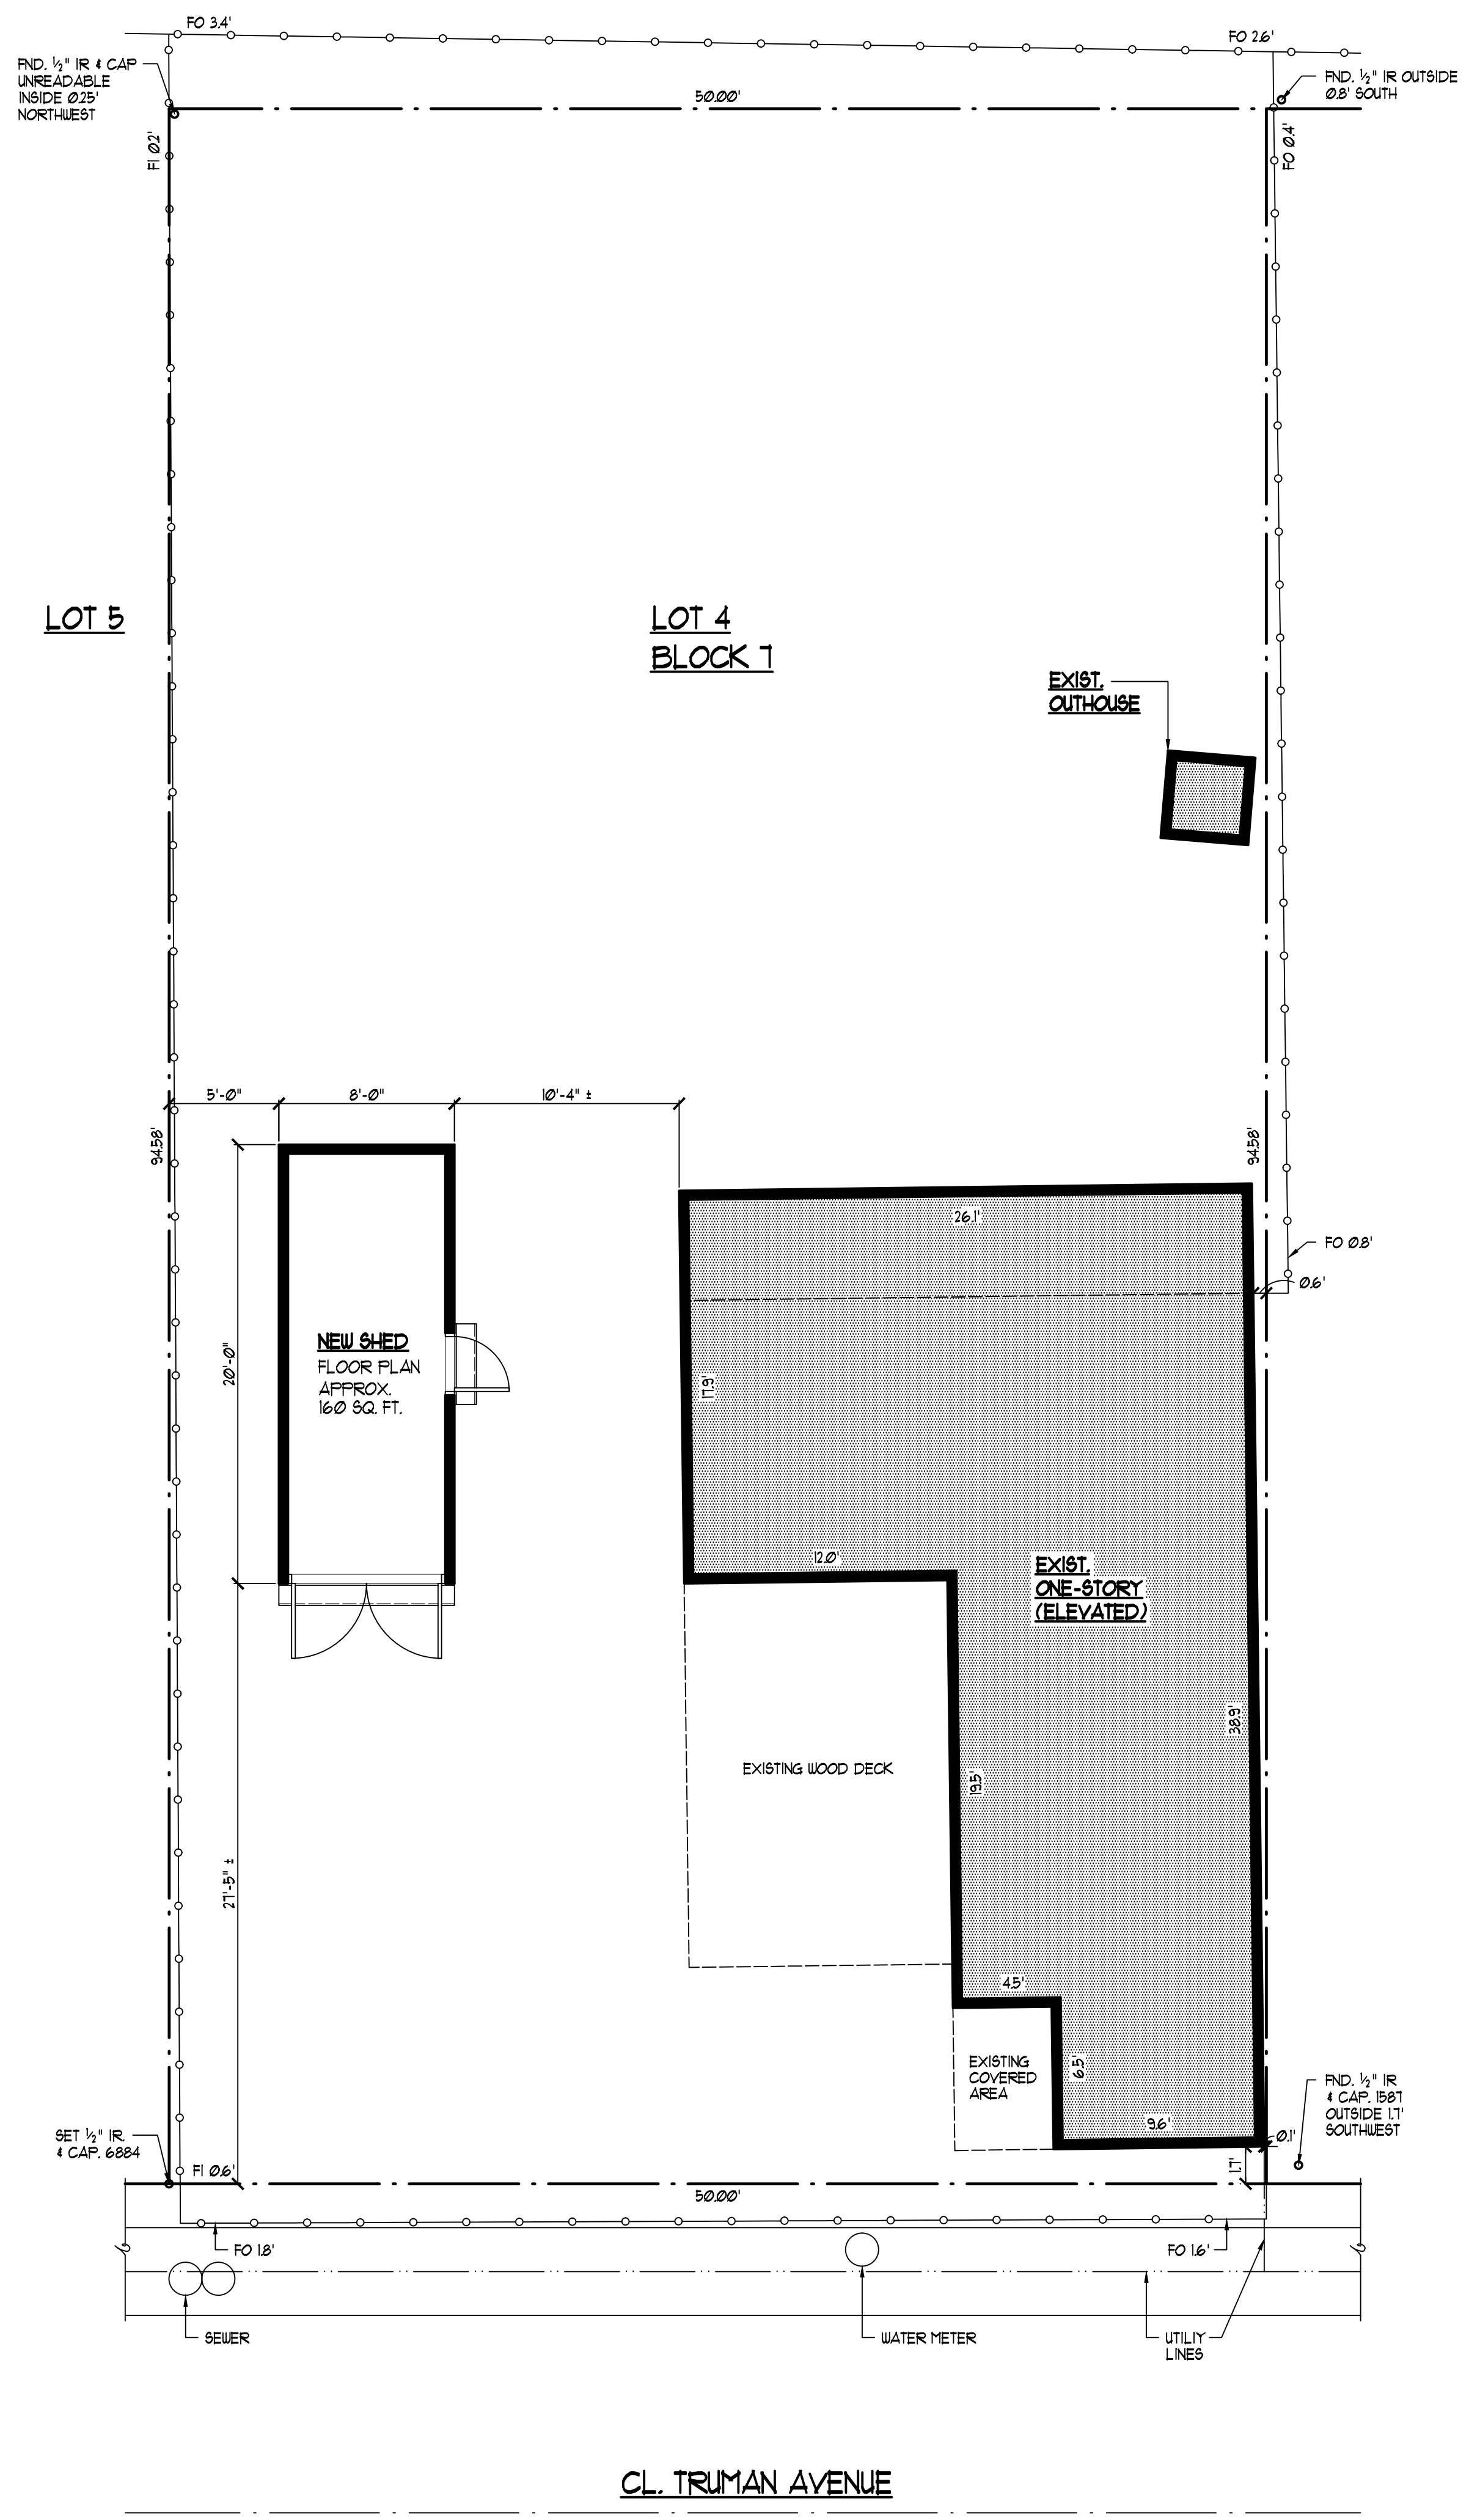 FO 3.4'
FO 2.6'
FND. ½" IR & CAP
UNREADABLE
INSIDE 0.25'
NORTHWEST
50.00'
FND. ½" IR OUTSIDE
0.8' SOUTH
FI 0.2'
FO 0.4'
LOT 5
LOT 4
BLOCK 7
EXIST.
OUTHOUSE
5'-0"
8'-0"
10'-4" ±
94.58'
94.58'
26.1'
FO 0.8'
0.6'
20'-0"
NEW SHED
FLOOR PLAN
APPROX.
160 SQ. FT.
17.9'
12.0'
EXIST.
ONE-STORY
(ELEVATED)
38.9'
EXISTING WOOD DECK
19.5'
27'-5" ±
4.5'
EXISTING
COVERED
AREA
6.5'
9.6'
0.1'
1.7'
FND. ½" IR
& CAP. 1587
OUTSIDE 1.7'
SOUTHWEST
SET ½" IR.
& CAP. 6884
FI 0.6'
50.00'
FO 1.8'
FO 1.6'
SEWER
WATER METER
UTILIY
LINES
CL. TRUMAN AVENUE